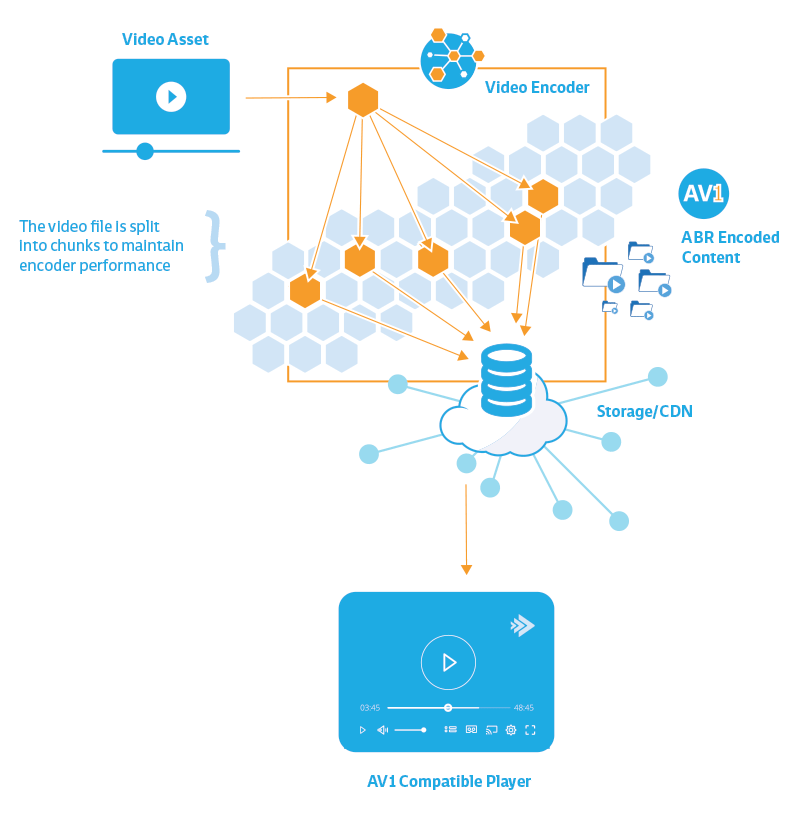 Video Asset
Video Encoder
The video file is split
into chunks to maintain
encoder performance
AV1
ABR Encoded
Content
Storage/CDN
03:45
48:45
AV1 Compatible Player